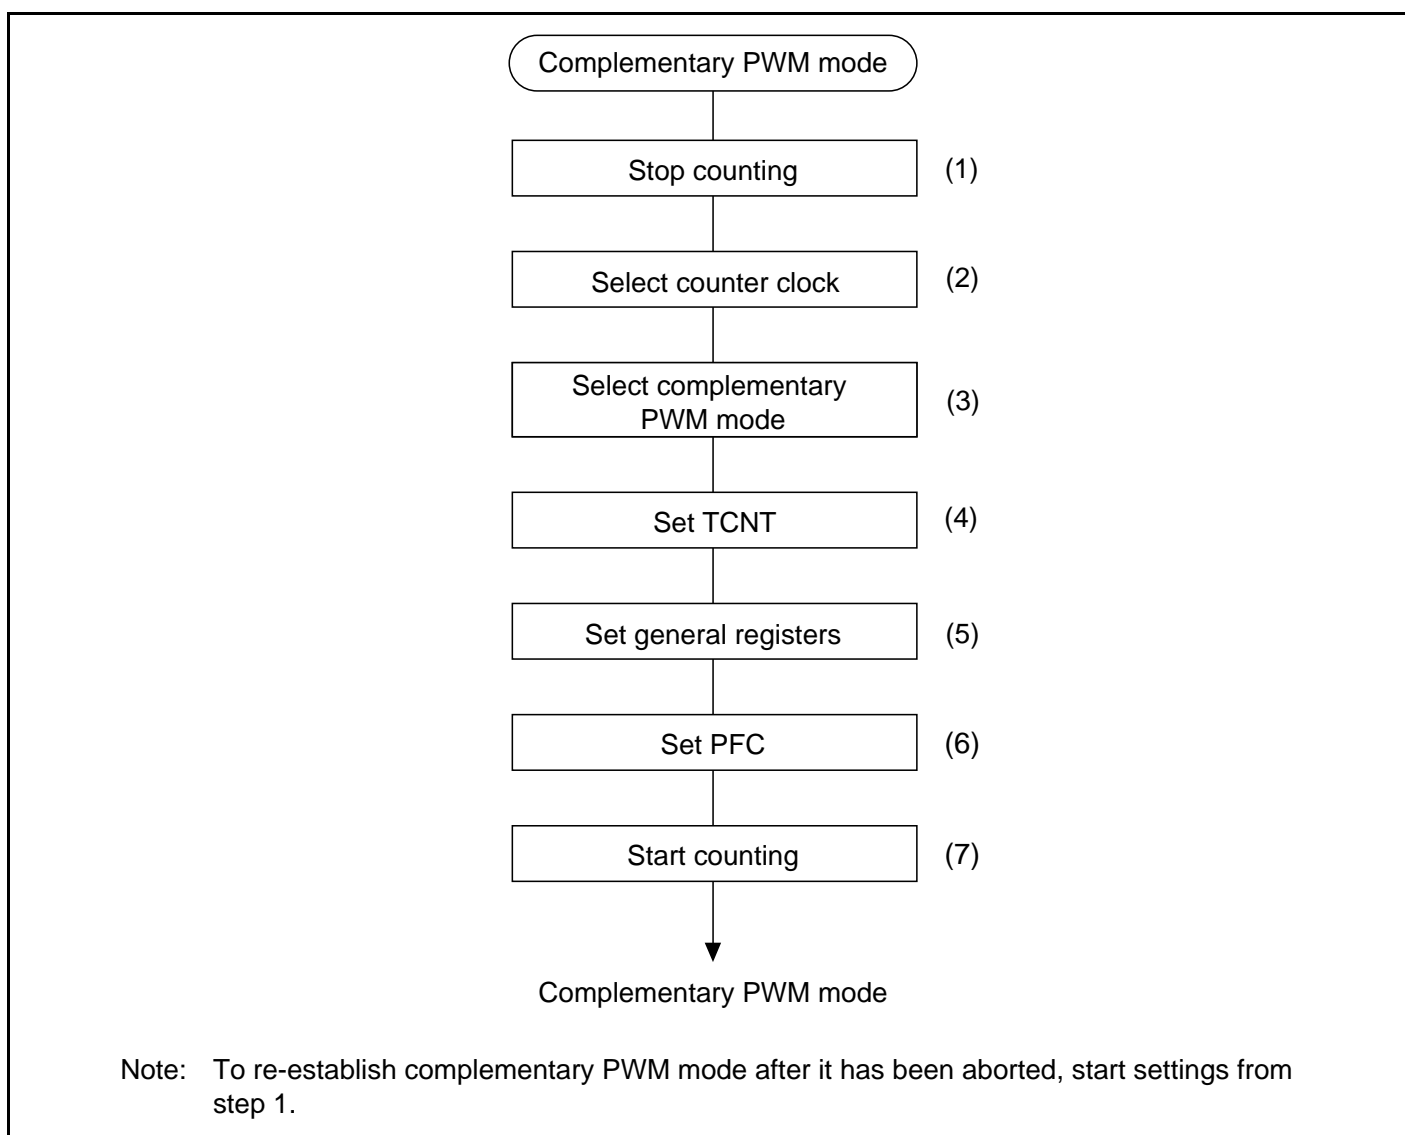 Complementary PWM mode
Stop counting (1)
Select counter clock (2)
Select complementary
PWM mode (3)
Set TCNT (4)
Set general registers (5)
Set PFC (6)
Start counting (7)
Complementary PWM mode
Note: To re-establish complementary PWM mode after it has been aborted, start settings from
step 1.